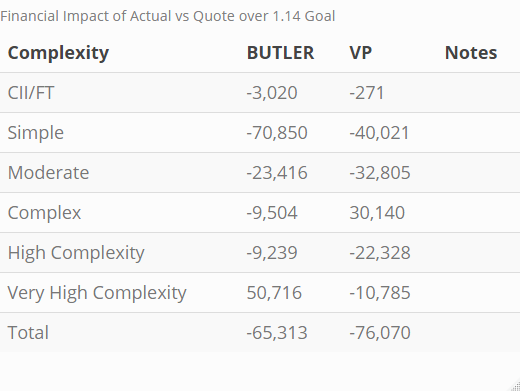 Financial Impact of Actual vs Quote over 1.14 Goal
Complexity BUTLER VP Notes
CII/FT -3,020 -271
Simple -70,850 -40,021
Moderate -23,416 -32,805
Complex -9,504 30,140
High Complexity -9,239 -22,328
Very High Complexity 50,716 -10,785
Total -65,313 -76,070